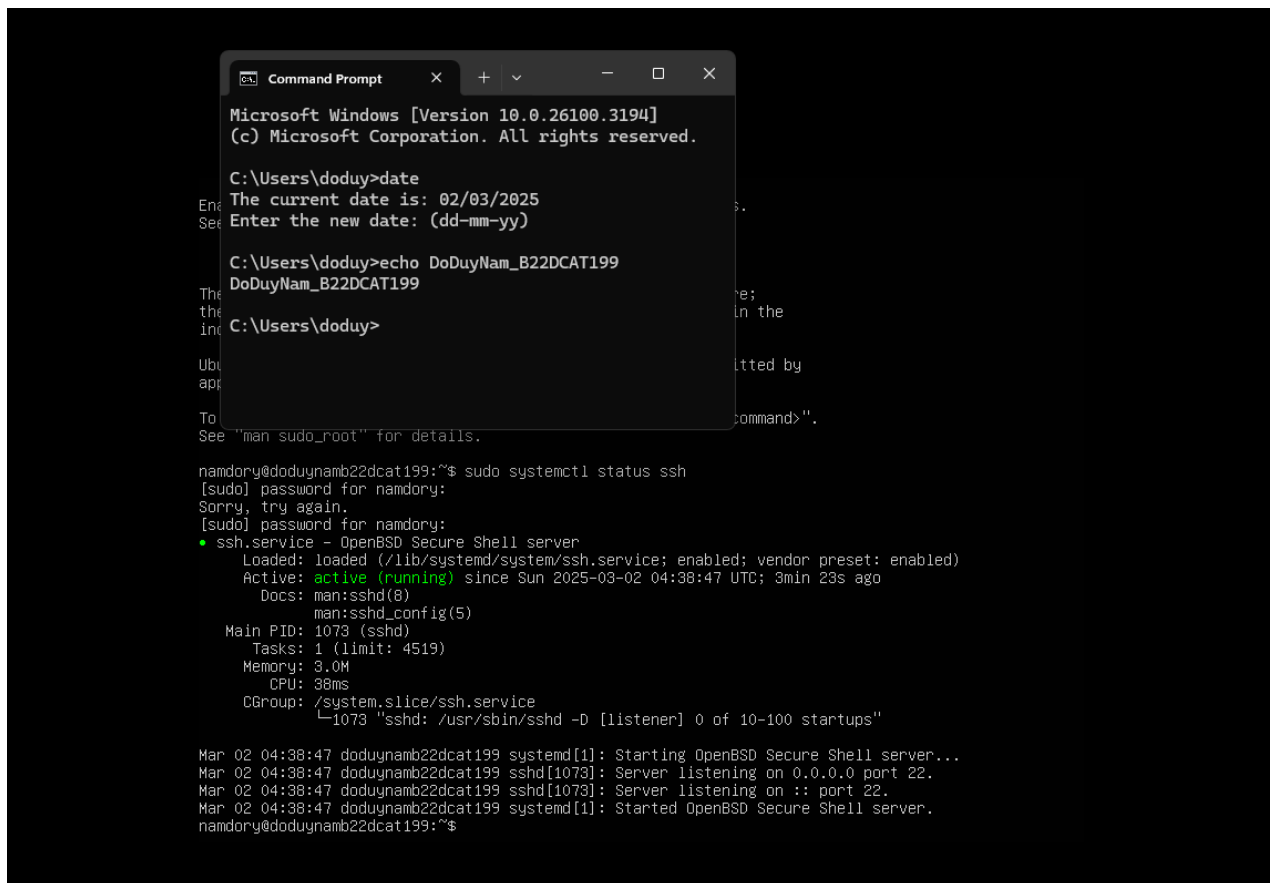 Command Prompt
Microsoft Windows [Version 10.0.26100.3194]
(c) Microsoft Corporation. All rights reserved.
C:\Users\doduy>date
The current date is: 02/03/2025
Enter the new date: (dd-mm-yy)
C:\Users\doduy>echo DoDuyNam_B22DCAT199
DoDuyNam_B22DCAT199
C:\Users\doduy>
in the
by
To command>".
See "man sudo_root" for details.
namdory@doduynamb22dcat199:~$ sudo systemctl status ssh
[sudo] password for namdory:
Sorry, try again.
[sudo] password for namdory:
● ssh.service - OpenBSD Secure Shell server
Loaded: loaded (/lib/systemd/system/ssh.service; enabled; vendor preset: enabled)
Active: active (running) since Sun 2025-03-02 04:38:47 UTC; 3min 23s ago
Docs: man:sshd(8)
man:sshd_config(5)
Main PID: 1073 (sshd)
Tasks: 1 (limit: 4519)
Memory: 3.0M
CPU: 38ms
CGroup: /system.slice/ssh.service
└─1073 "sshd: /usr/sbin/sshd -D [listener] 0 of 10-100 startups"
Mar 02 04:38:47 doduynamb22dcat199 systemd[1]: Starting OpenBSD Secure Shell server...
Mar 02 04:38:47 doduynamb22dcat199 sshd[1073]: Server listening on 0.0.0.0 port 22.
Mar 02 04:38:47 doduynamb22dcat199 sshd[1073]: Server listening on :: port 22.
Mar 02 04:38:47 doduynamb22dcat199 systemd[1]: Started OpenBSD Secure Shell server.
namdory@doduynamb22dcat199:~$